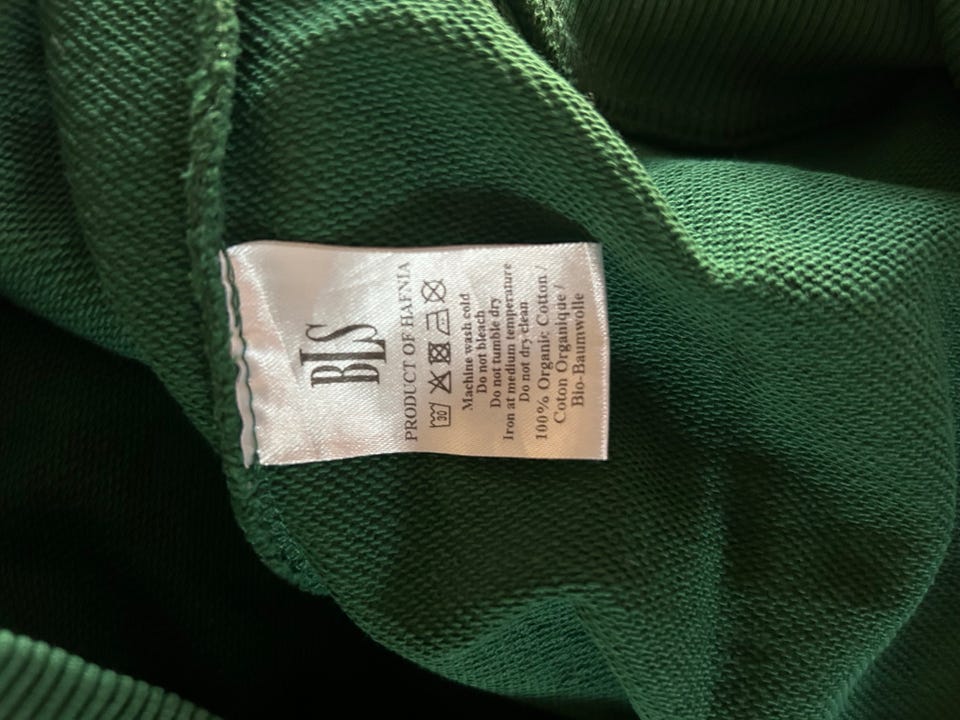 BLS
PRODUCT OF HAFNIA
30
Machine wash cold
Do not bleach
Do not tumble dry
Iron at medium temperature
Do not dry clean
100% Organic Cotton /
Coton Organique /
Bio-Baumwolle